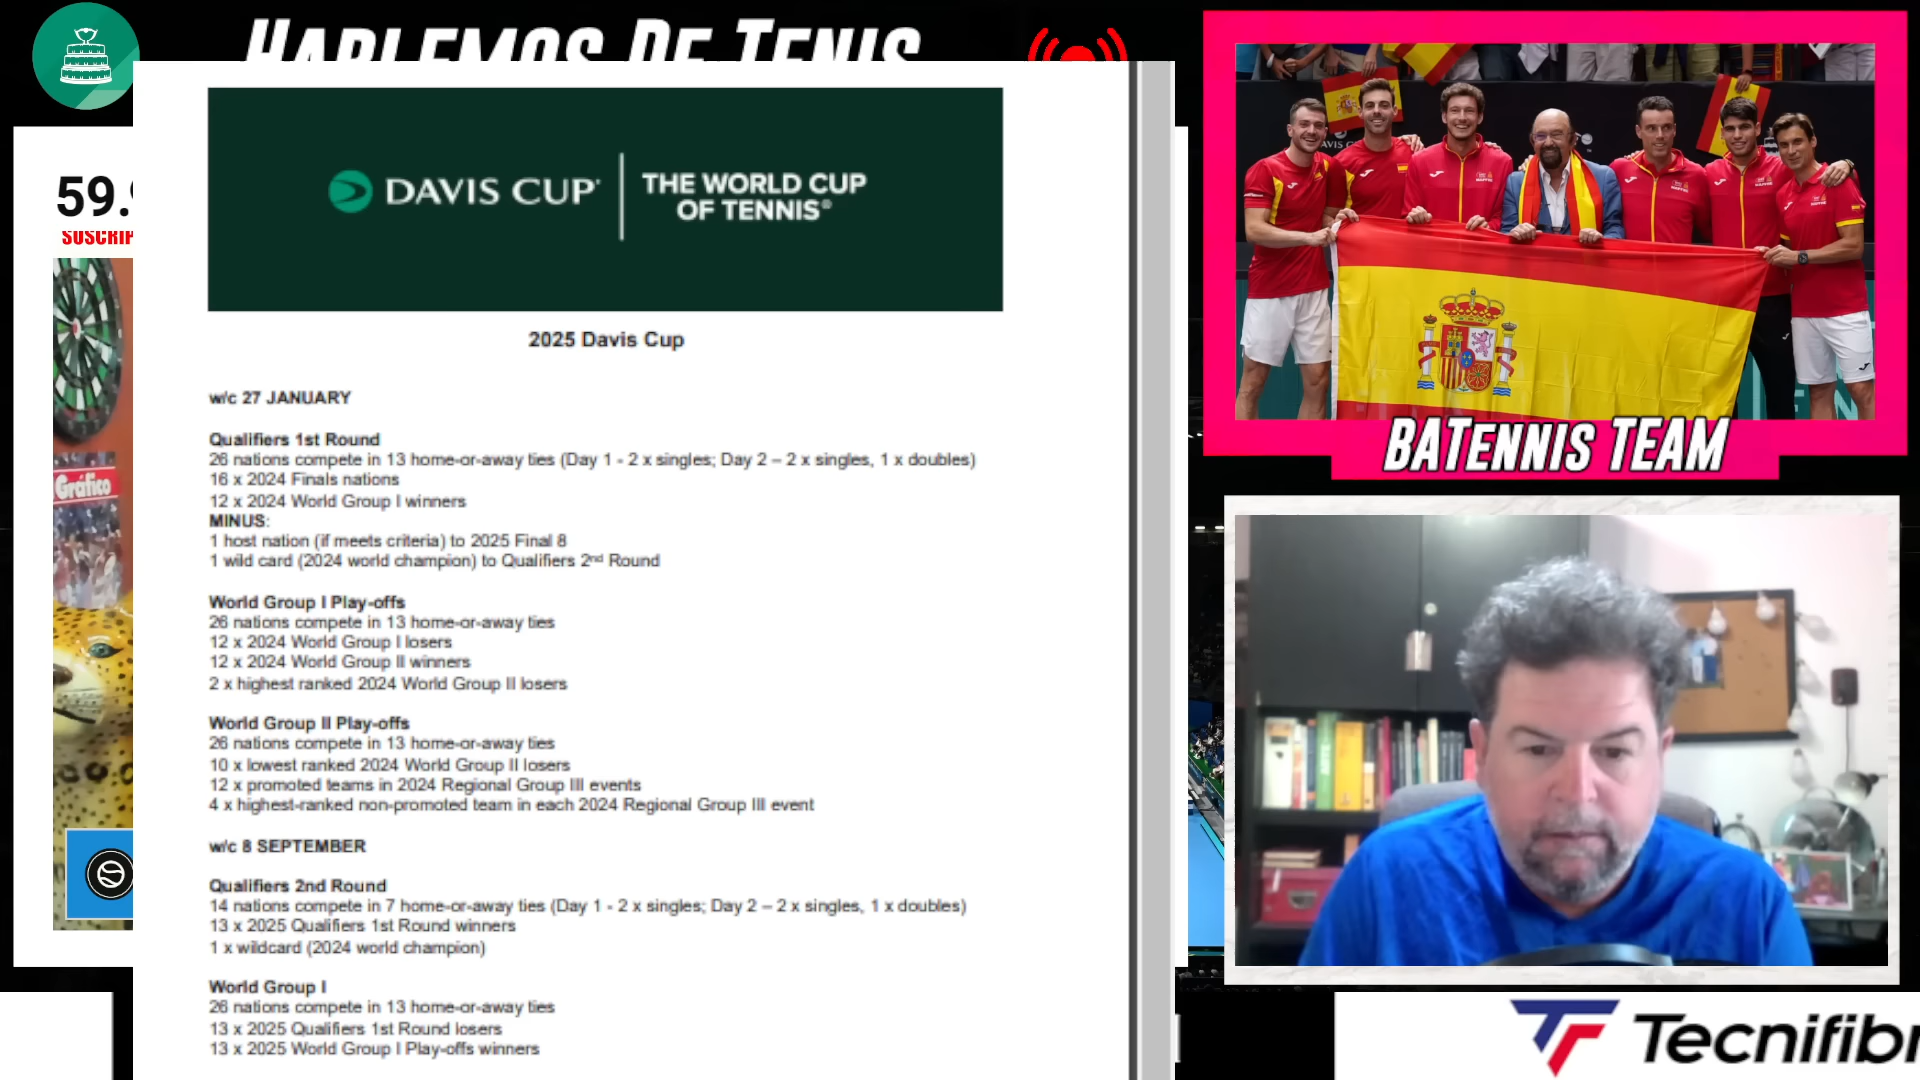 HABLEMOS DE TENIS
59.9
SUSCRIP
Gráfico
DAVIS CUP
THE WORLD CUP
OF TENNIS®
2025 Davis Cup
w/c 27 JANUARY
Qualifiers 1st Round
26 nations compete in 13 home-or-away ties (Day 1 - 2 x singles; Day 2 – 2 x singles, 1 x doubles)
16 x 2024 Finals nations
12 x 2024 World Group I winners
MINUS:
1 host nation (if meets criteria) to 2025 Final 8
1 wild card (2024 world champion) to Qualifiers 2nd Round
World Group I Play-offs
26 nations compete in 13 home-or-away ties
12 x 2024 World Group I losers
12 x 2024 World Group II winners
2 x highest ranked 2024 World Group II losers
World Group II Play-offs
26 nations compete in 13 home-or-away ties
10 x lowest ranked 2024 World Group II losers
12 x promoted teams in 2024 Regional Group III events
4 x highest-ranked non-promoted team in each 2024 Regional Group III event
w/c 8 SEPTEMBER
Qualifiers 2nd Round
14 nations compete in 7 home-or-away ties (Day 1 - 2 x singles; Day 2 – 2 x singles, 1 x doubles)
13 x 2025 Qualifiers 1st Round winners
1 x wildcard (2024 world champion)
World Group I
26 nations compete in 13 home-or-away ties
13 x 2025 Qualifiers 1st Round losers
13 x 2025 World Group I Play-offs winners
BATENNIS TEAM
Tecnifibr